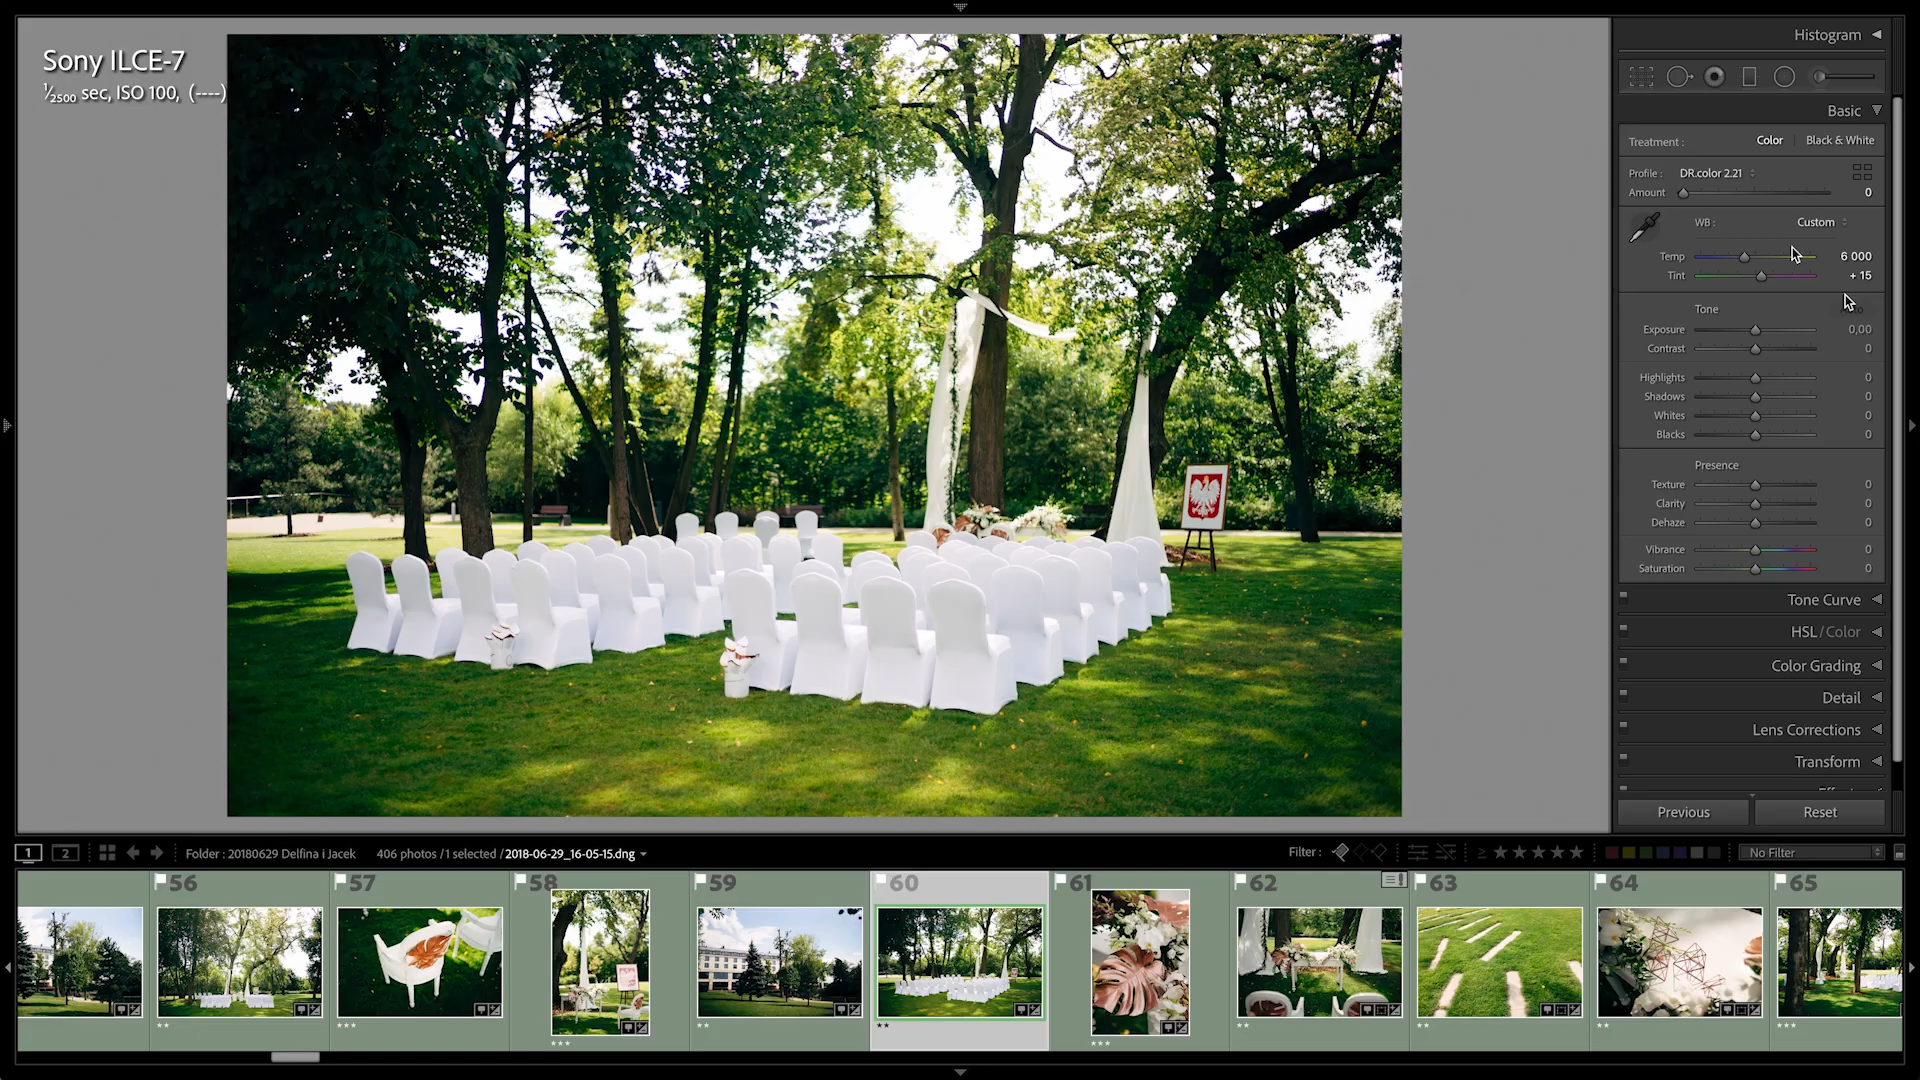 Sony ILCE-7
1/2500 sec, ISO 100, (----)
Histogram
Basic
Treatment :
Color
Black & White
Profile :
DR.color 2.21
Amount
0
WB :
Custom
Temp
6 000
Tint
+ 15
Tone
Exposure
0,00
Contrast
0
Highlights
0
Shadows
0
Whites
0
Blacks
0
Presence
Texture
0
Clarity
0
Dehaze
0
Vibrance
0
Saturation
0
Tone Curve
HSL / Color
Color Grading
Detail
Lens Corrections
Transform
Previous
Reset
1
2
Folder : 20180629 Delfina i Jacek
406 photos / 1 selected / 2018-06-29_16-05-15.dng
Filter :
≥
No Filter
56
57
58
59
60
61
62
63
64
65